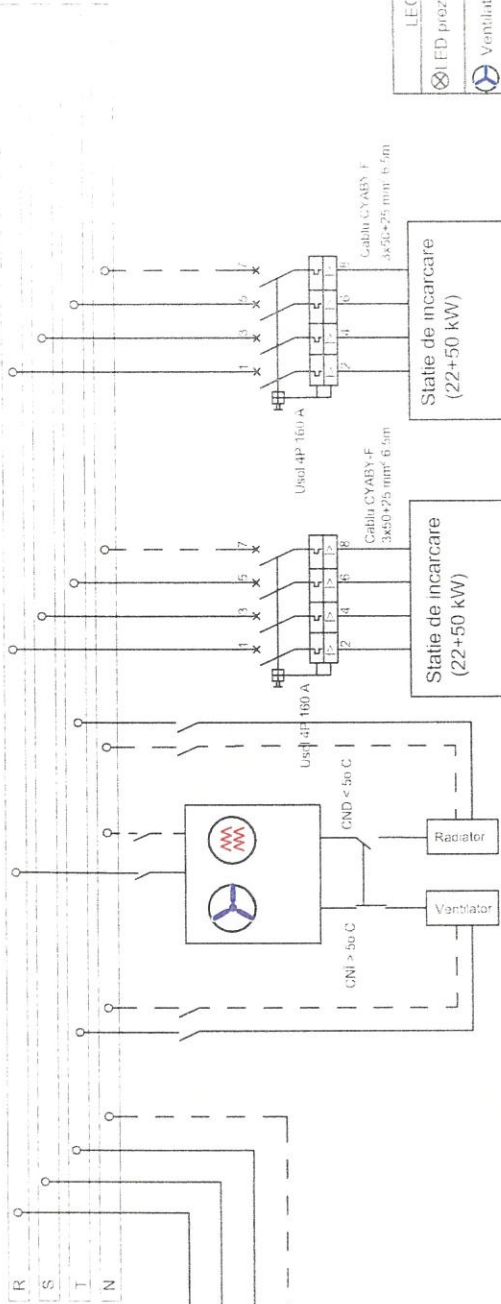 R
S
T
N
CNI > 5o C
CND < 5o C
Ventilator
Radiator
1
3
5
7
Usol 4P 160 A
I>
I>
I>
I>
2
4
6
8
Cablu CYABY-F
3x50+25 mm² 6.5m
Statie de incarcare
(22+50 kW)
1
3
5
7
Usol 4P 160 A
2
4
6
8
Cablu CYABY-F
3x50+25 mm² 6.5m
Statie de incarcare
(22+50 kW)
LEG
LED prez
Ventilat